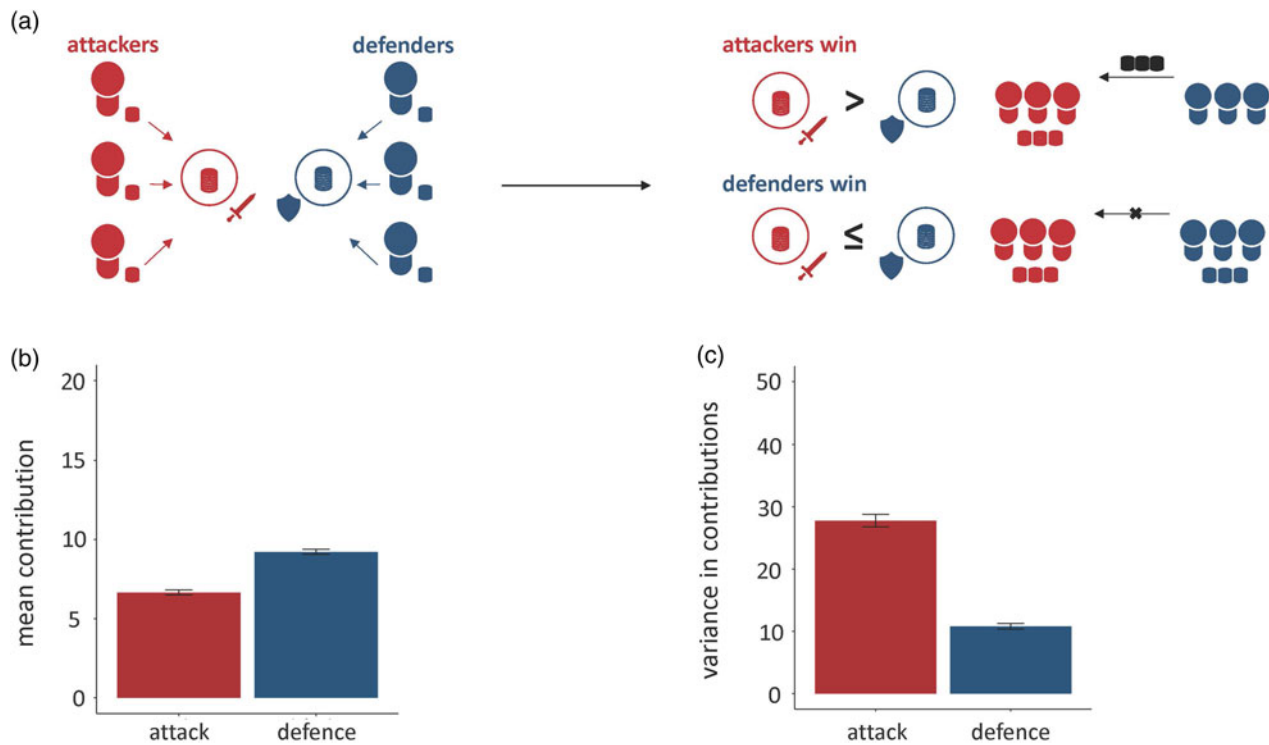 (a)
attackers
defenders
attackers win
>
defenders win
≤
(b)
mean contribution
20
15
10
5
0
attack
defence
(c)
variance in contributions
50
40
30
20
10
0
attack
defence